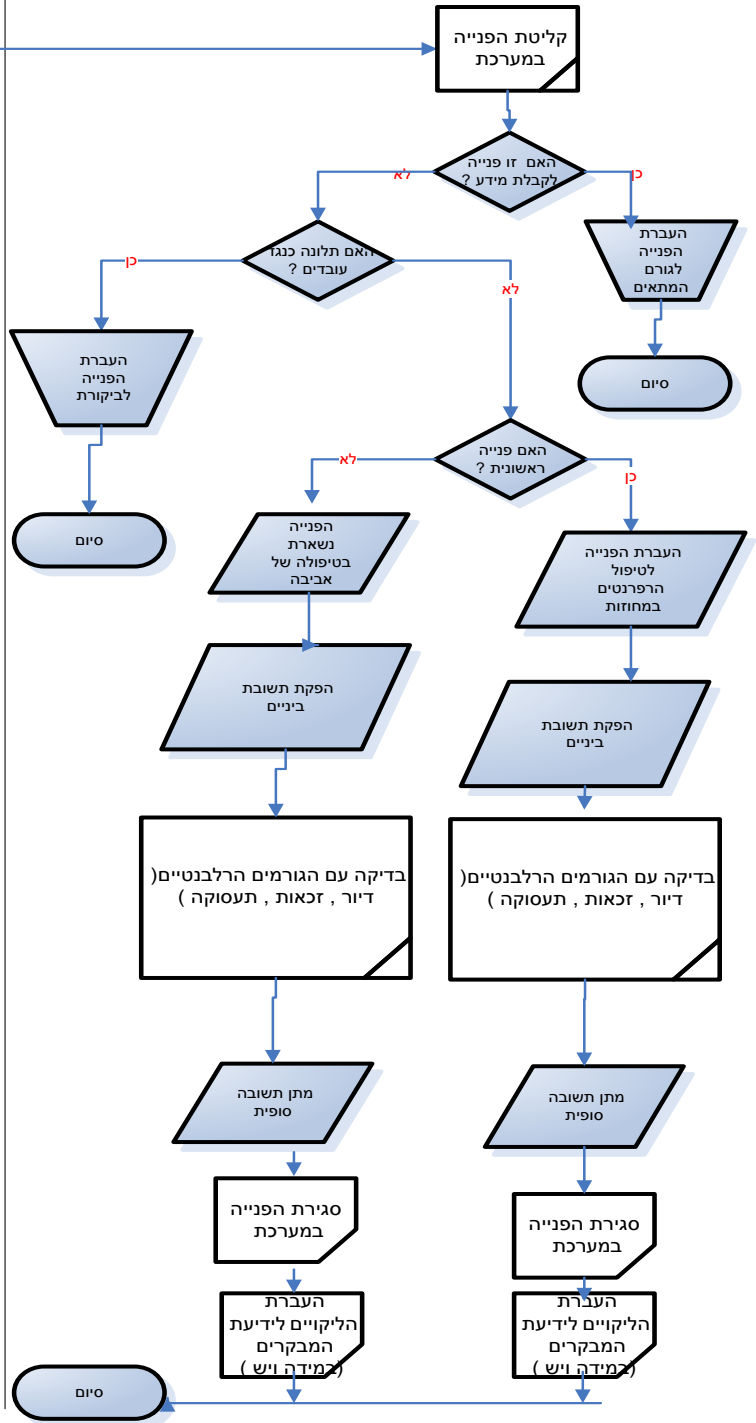 קליטת הפנייה
במערכת
האם זו פנייה
לקבלת מידע ?
כן
לא
העברת
הפנייה
לגורם
המתאים
סיום
האם תלונה כנגד
עובדים ?
כן
לא
העברת
הפנייה
לביקורת
סיום
האם פנייה
ראשונית ?
כן
לא
העברת הפנייה
לטיפול
הרפרנטים
במחוזות
הפנייה
נשארת
בטיפולה של
אביבה
הפקת תשובת
ביניים
הפקת תשובת
ביניים
בדיקה עם הגורמים הרלבנטיים(
דיור , זכאות , תעסוקה )
בדיקה עם הגורמים הרלבנטיים(
דיור , זכאות , תעסוקה )
מתן תשובה
סופית
מתן תשובה
סופית
סגירת הפנייה
במערכת
סגירת הפנייה
במערכת
העברת
הליקויים לידיעת
המבקרים
(במידה ויש )
העברת
הליקויים לידיעת
המבקרים
(במידה ויש )
סיום